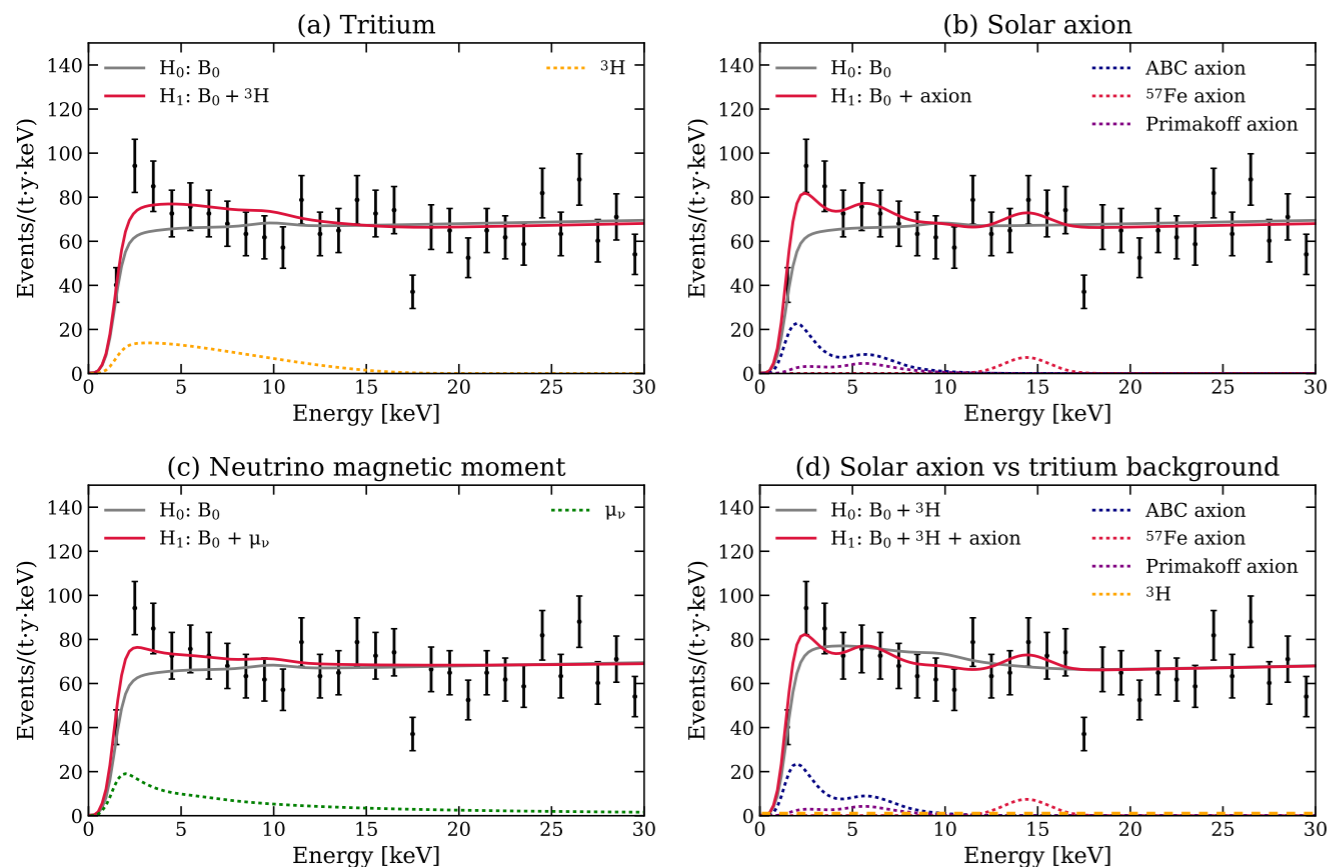 (a) Tritium
H₀: B₀
H₁: B₀ + ³H
³H
Events/(t·y·keV)
140
120
100
80
60
40
20
0
0 5 10 15 20 25 30
Energy [keV]
(b) Solar axion
H₀: B₀
H₁: B₀ + axion
ABC axion
⁵⁷Fe axion
Primakoff axion
Events/(t·y·keV)
140
120
100
80
60
40
20
0
0 5 10 15 20 25 30
Energy [keV]
(c) Neutrino magnetic moment
H₀: B₀
H₁: B₀ + μᵥ
μᵥ
Events/(t·y·keV)
140
120
100
80
60
40
20
0
0 5 10 15 20 25 30
Energy [keV]
(d) Solar axion vs tritium background
H₀: B₀ + ³H
H₁: B₀ + ³H + axion
ABC axion
⁵⁷Fe axion
Primakoff axion
³H
Events/(t·y·keV)
140
120
100
80
60
40
20
0
0 5 10 15 20 25 30
Energy [keV]